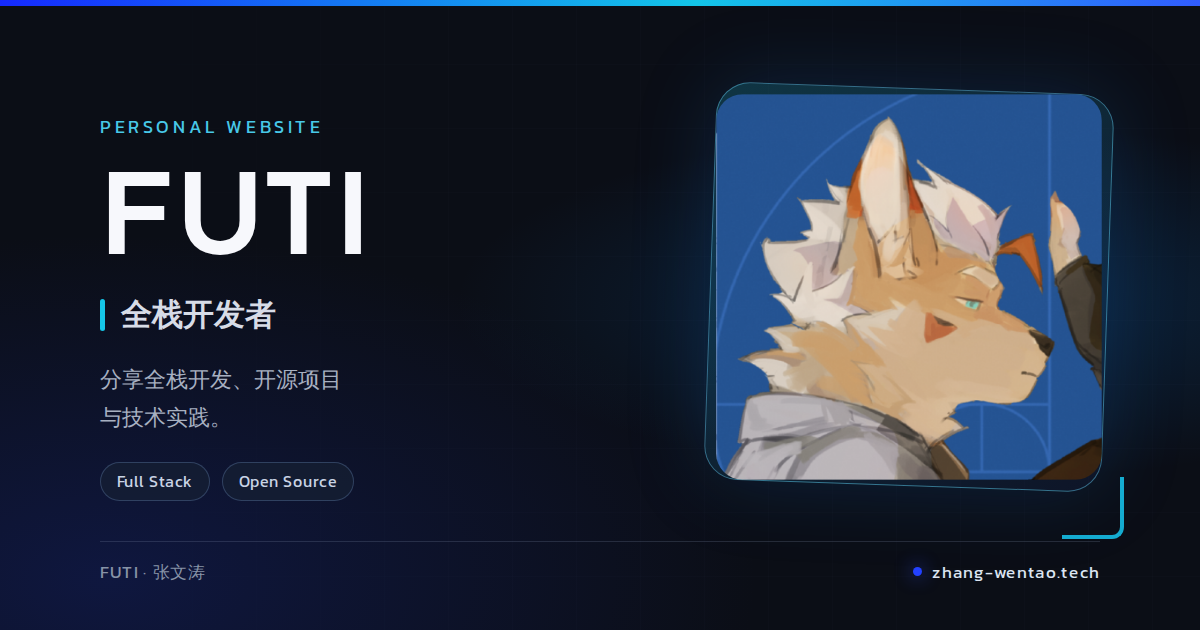 PERSONAL WEBSITE
FUTI
全栈开发者
分享全栈开发、开源项目
与技术实践。
Full Stack
Open Source
FUTI · 张文涛
zhang-wentao.tech